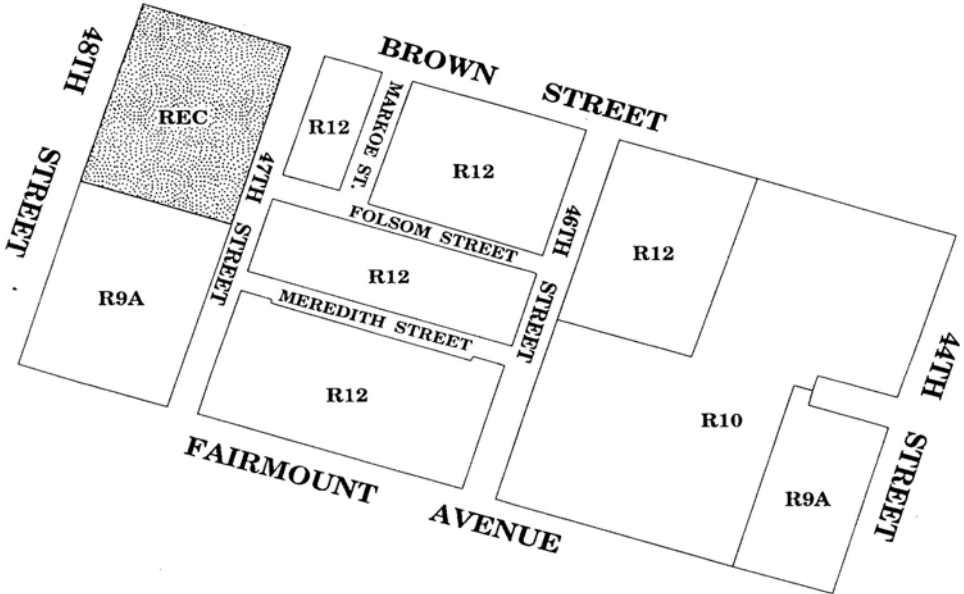 48TH
STREET
REC
R9A
BROWN
STREET
R12
MARKOE ST.
R12
47TH
STREET
FOLSOM STREET
R12
46TH
STREET
MEREDITH STREET
R12
R12
R10
44TH
STREET
R9A
FAIRMOUNT
AVENUE